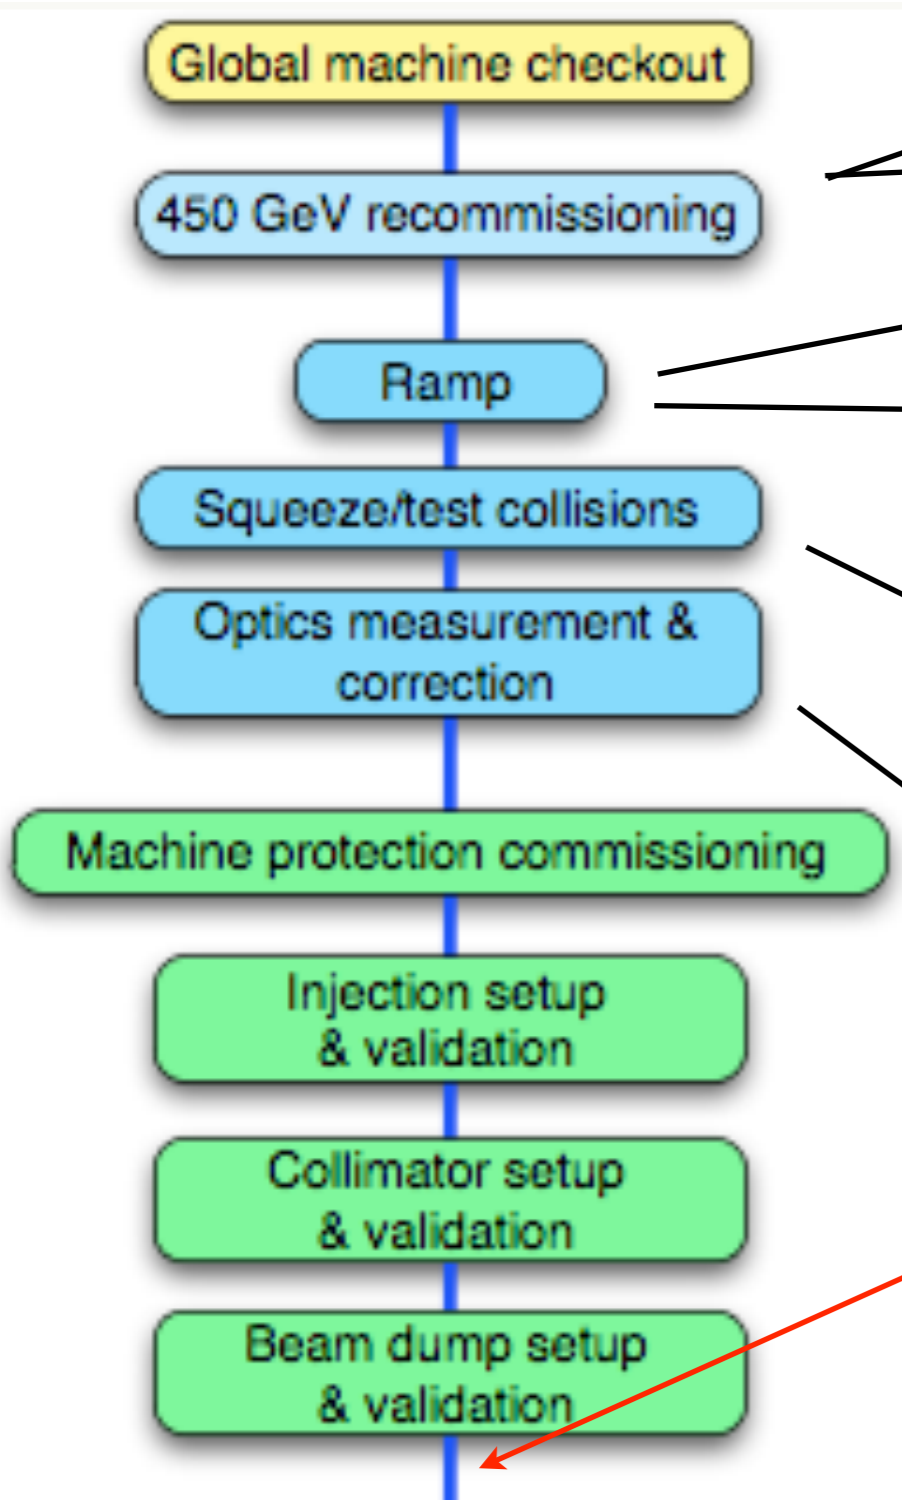 Global machine checkout
450 GeV recommissioning
Ramp
Squeeze/test collisions
Optics measurement &
correction
Machine protection commissioning
Injection setup
& validation
Collimator setup
& validation
Beam dump setup
& validation